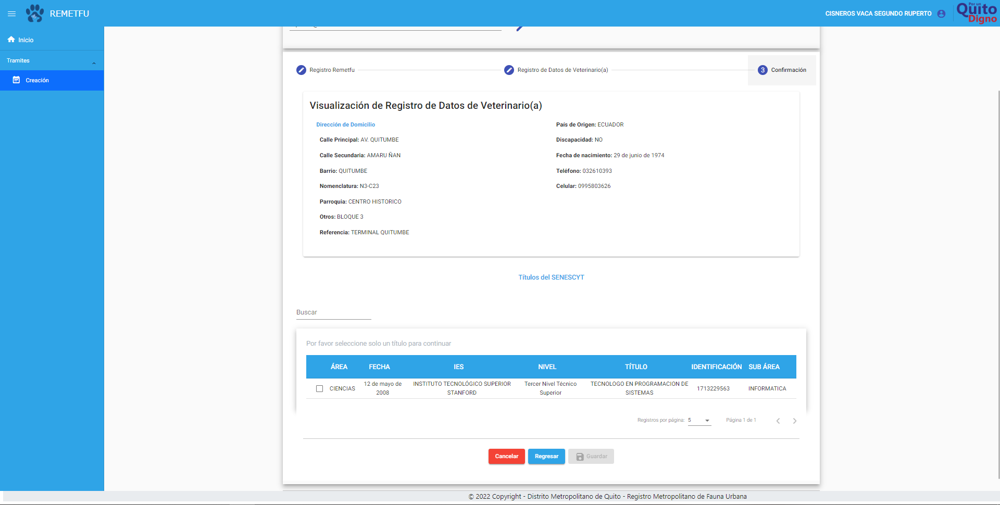 REMETFU
CISNEROS VACA SEGUNDO RUPERTO
Por un
Quito
Digno
Inicio
Tramites
Creación
Registro Remetfu
Registro de Datos de Veterinario(a)
3 Confirmación
Visualización de Registro de Datos de Veterinario(a)
Dirección de Domicilio
Calle Principal: AV. QUITUMBE
Calle Secundaria: AMARU ÑAN
Barrio: QUITUMBE
Nomenclatura: N3-C23
Parroquia: CENTRO HISTORICO
Otros: BLOQUE 3
Referencia: TERMINAL QUITUMBE
País de Origen: ECUADOR
Discapacidad: NO
Fecha de nacimiento: 29 de junio de 1974
Teléfono: 032610393
Celular: 0995803626
Títulos del SENESCYT
Buscar
Por favor seleccione solo un título para continuar
ÁREA FECHA IES NIVEL TÍTULO IDENTIFICACIÓN SUB ÁREA
CIENCIAS 12 de mayo de 2008 INSTITUTO TECNOLÓGICO SUPERIOR STANFORD Tercer Nivel Técnico Superior TECNOLOGO EN PROGRAMACION DE SISTEMAS 1713229563 INFORMATICA
Registros por página: 5 Página 1 de 1
Cancelar Regresar Guardar
© 2022 Copyright - Distrito Metropolitano de Quito - Registro Metropolitano de Fauna Urbana